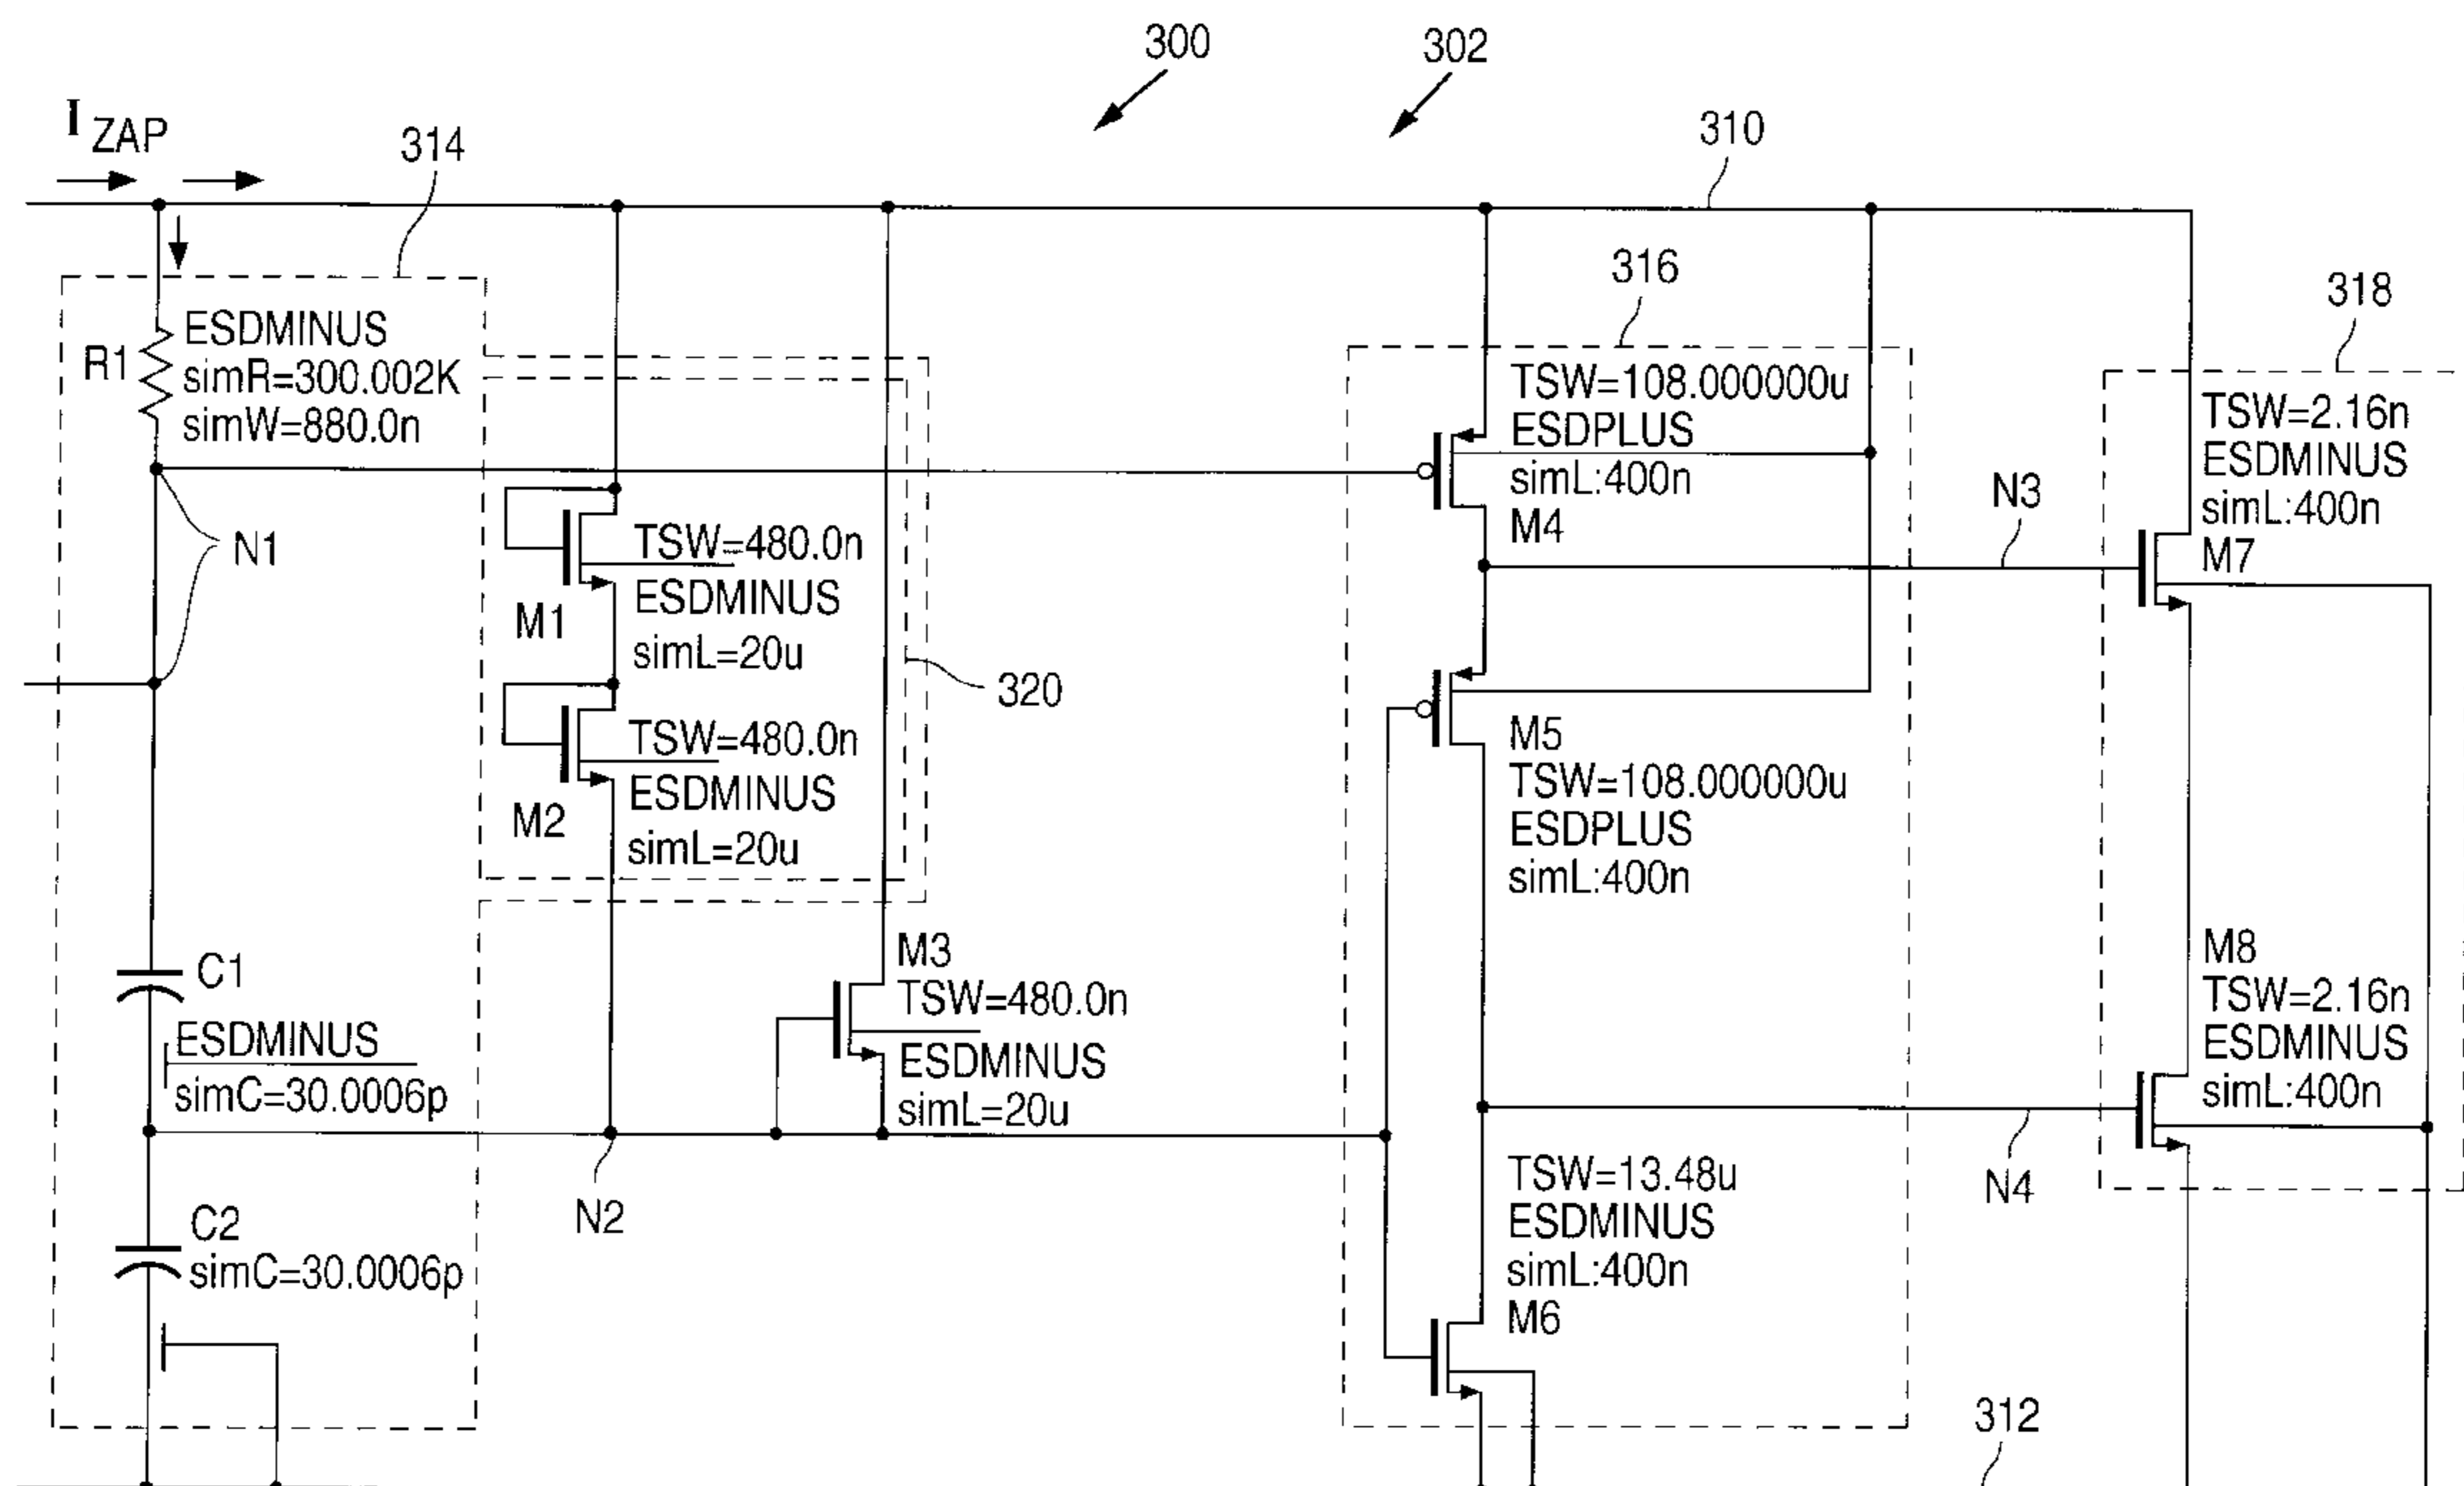 300
302
I ZAP
314
310
316
318
R1
ESDMINUS
simR=300.002K
simW=880.0n
N1
TSW=480.0n
ESDMINUS
simL=20u
M1
TSW=480.0n
ESDMINUS
simL=20u
M2
320
TSW=108.000000u
ESDPLUS
simL:400n
M4
N3
TSW=2.16n
ESDMINUS
simL:400n
M7
M5
TSW=108.000000u
ESDPLUS
simL:400n
C1
ESDMINUS
simC=30.0006p
M3
TSW=480.0n
ESDMINUS
simL=20u
M8
TSW=2.16n
ESDMINUS
simL:400n
N2
N4
C2
simC=30.0006p
TSW=13.48u
ESDMINUS
simL:400n
M6
312